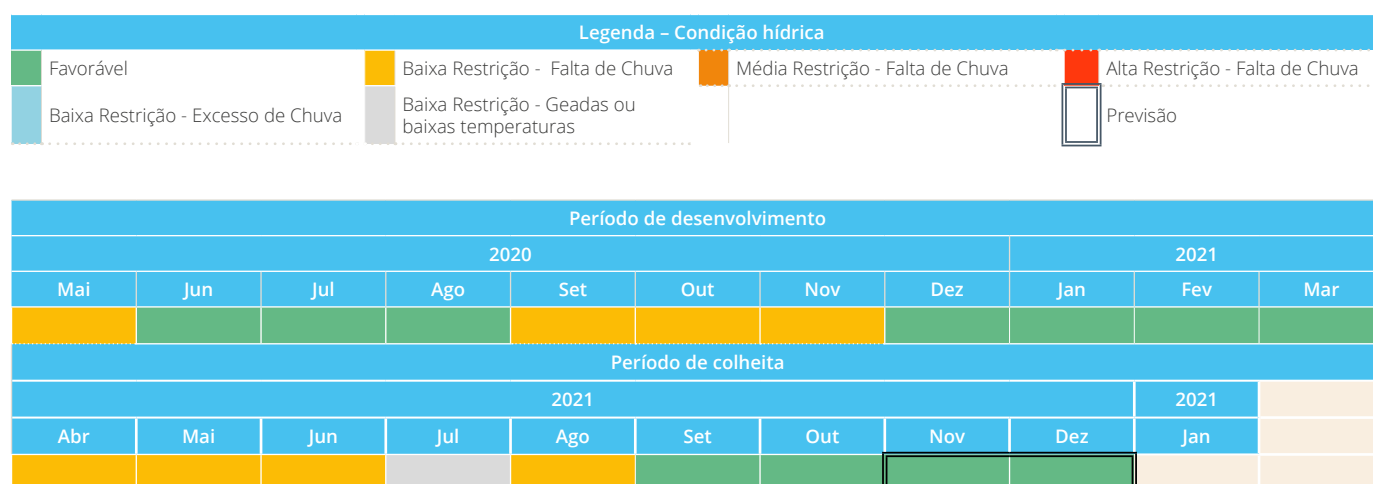 Legenda – Condição hídrica
Favorável
Baixa Restrição - Falta de Chuva
Média Restrição - Falta de Chuva
Alta Restrição - Falta de Chuva
Baixa Restrição - Excesso de Chuva
Baixa Restrição - Geadas ou
baixas temperaturas
Previsão
Período de desenvolvimento
2020 2021
Mai Jun Jul Ago Set Out Nov Dez Jan Fev Mar
Período de colheita
2021 2021
Abr Mai Jun Jul Ago Set Out Nov Dez Jan